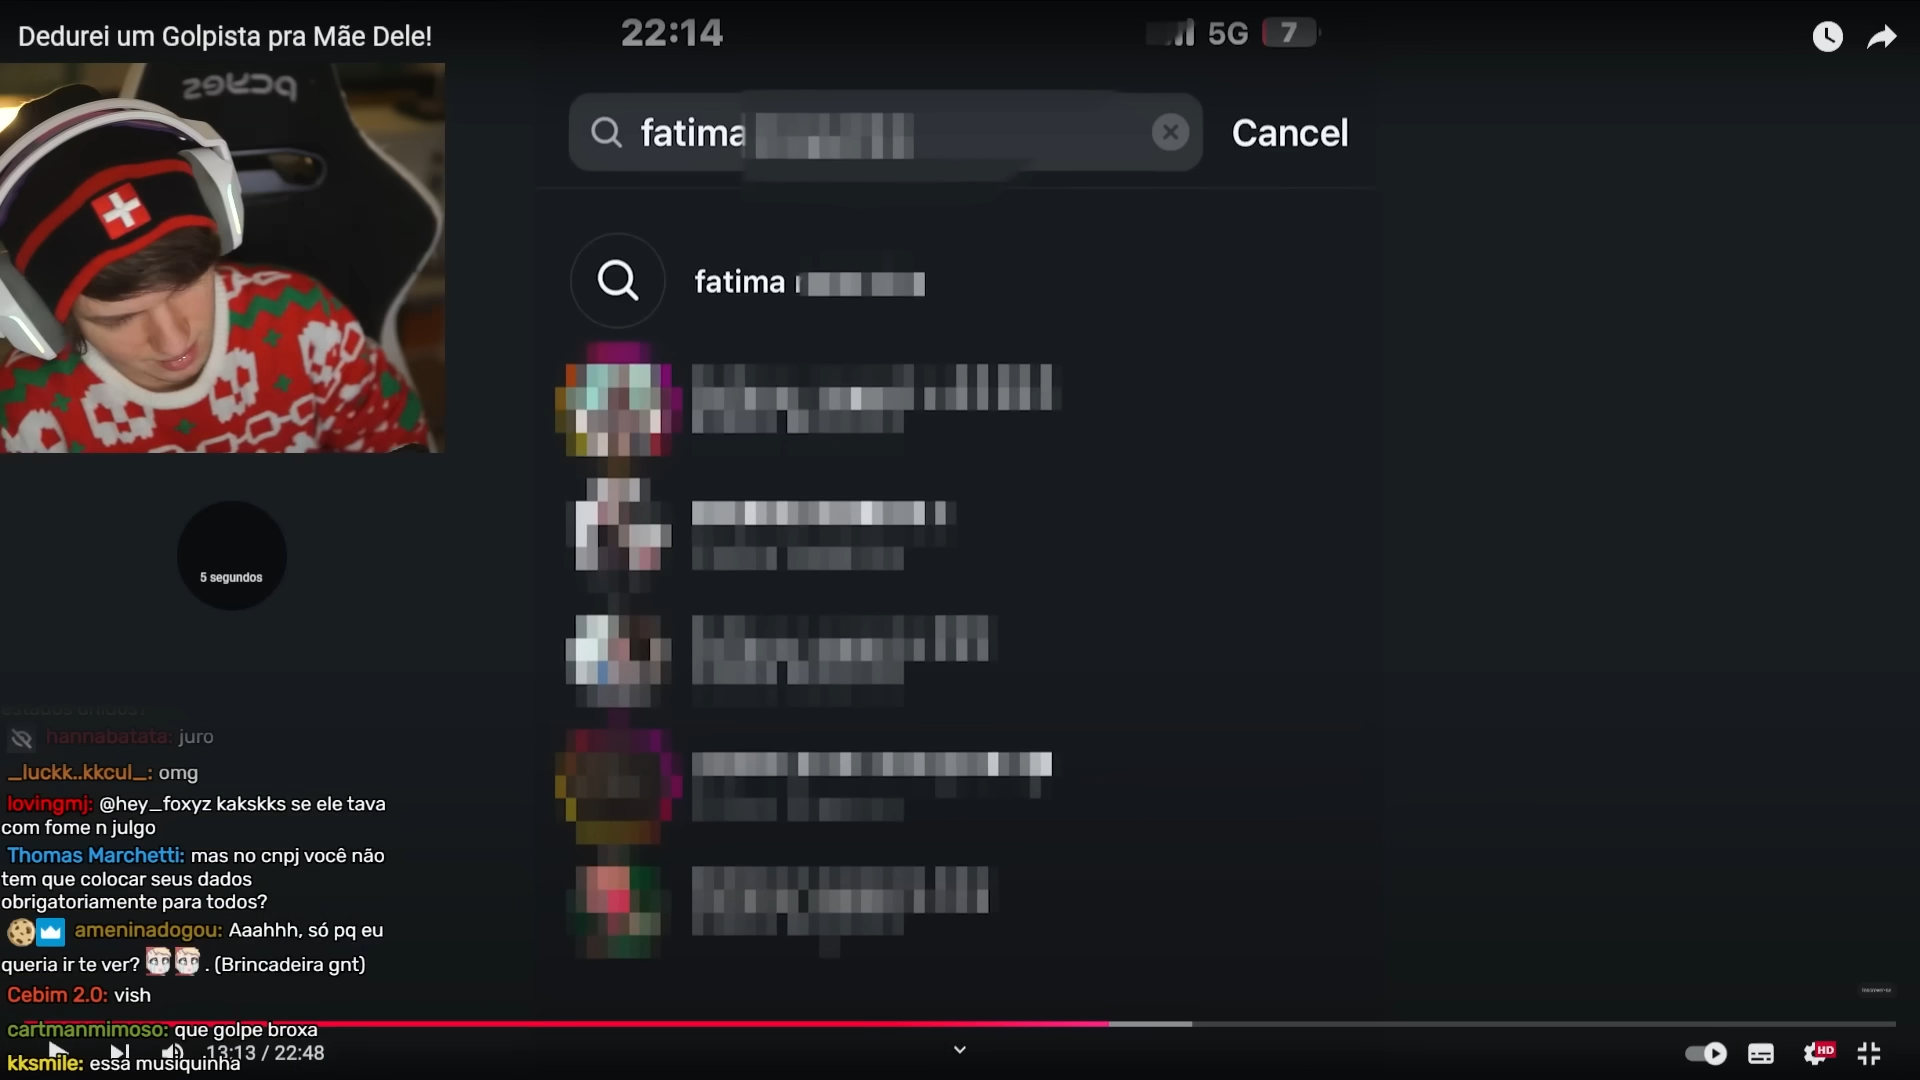 Dedurei um Golpista pra Mãe Dele!
22:14
5G
7
fatima
Cancel
fatima
5 segundos
hannabatata: juro
_luckk..kkcul_: omg
lovingmj: @hey_foxyz kakskks se ele tava
com fome n julgo
Thomas Marchetti: mas no cnpj você não
tem que colocar seus dados
obrigatoriamente para todos?
ameninadogou: Aaahhh, só pq eu
queria ir te ver? . (Brincadeira gnt)
Cebim 2.0: vish
cartmanmimoso: que golpe broxa
13:13 / 22:48
kksmile: essa musiquinha
HD